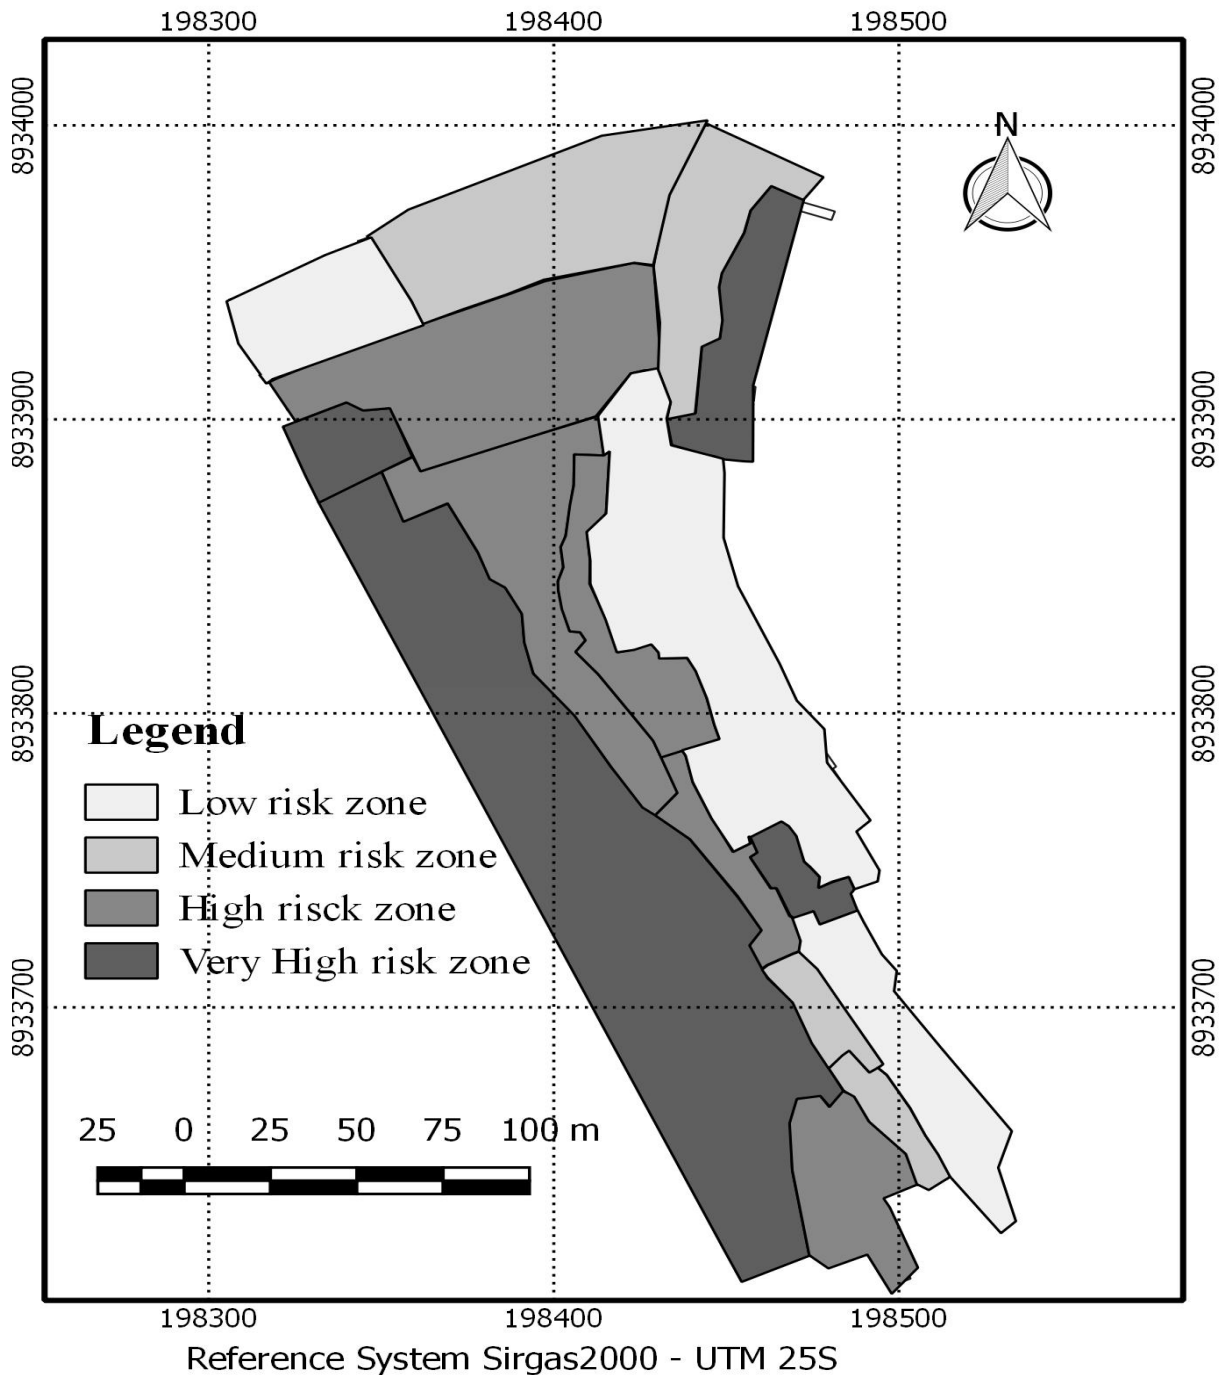 198300 198400 198500
N
8934000 8934000
8933900 8933900
8933800 8933800
Legend
Low risk zone
Medium risk zone
High risck zone
Very High risk zone
8933700 8933700
25 0 25 50 75 100 m
198300 198400 198500
Reference System Sirgas2000 - UTM 25S